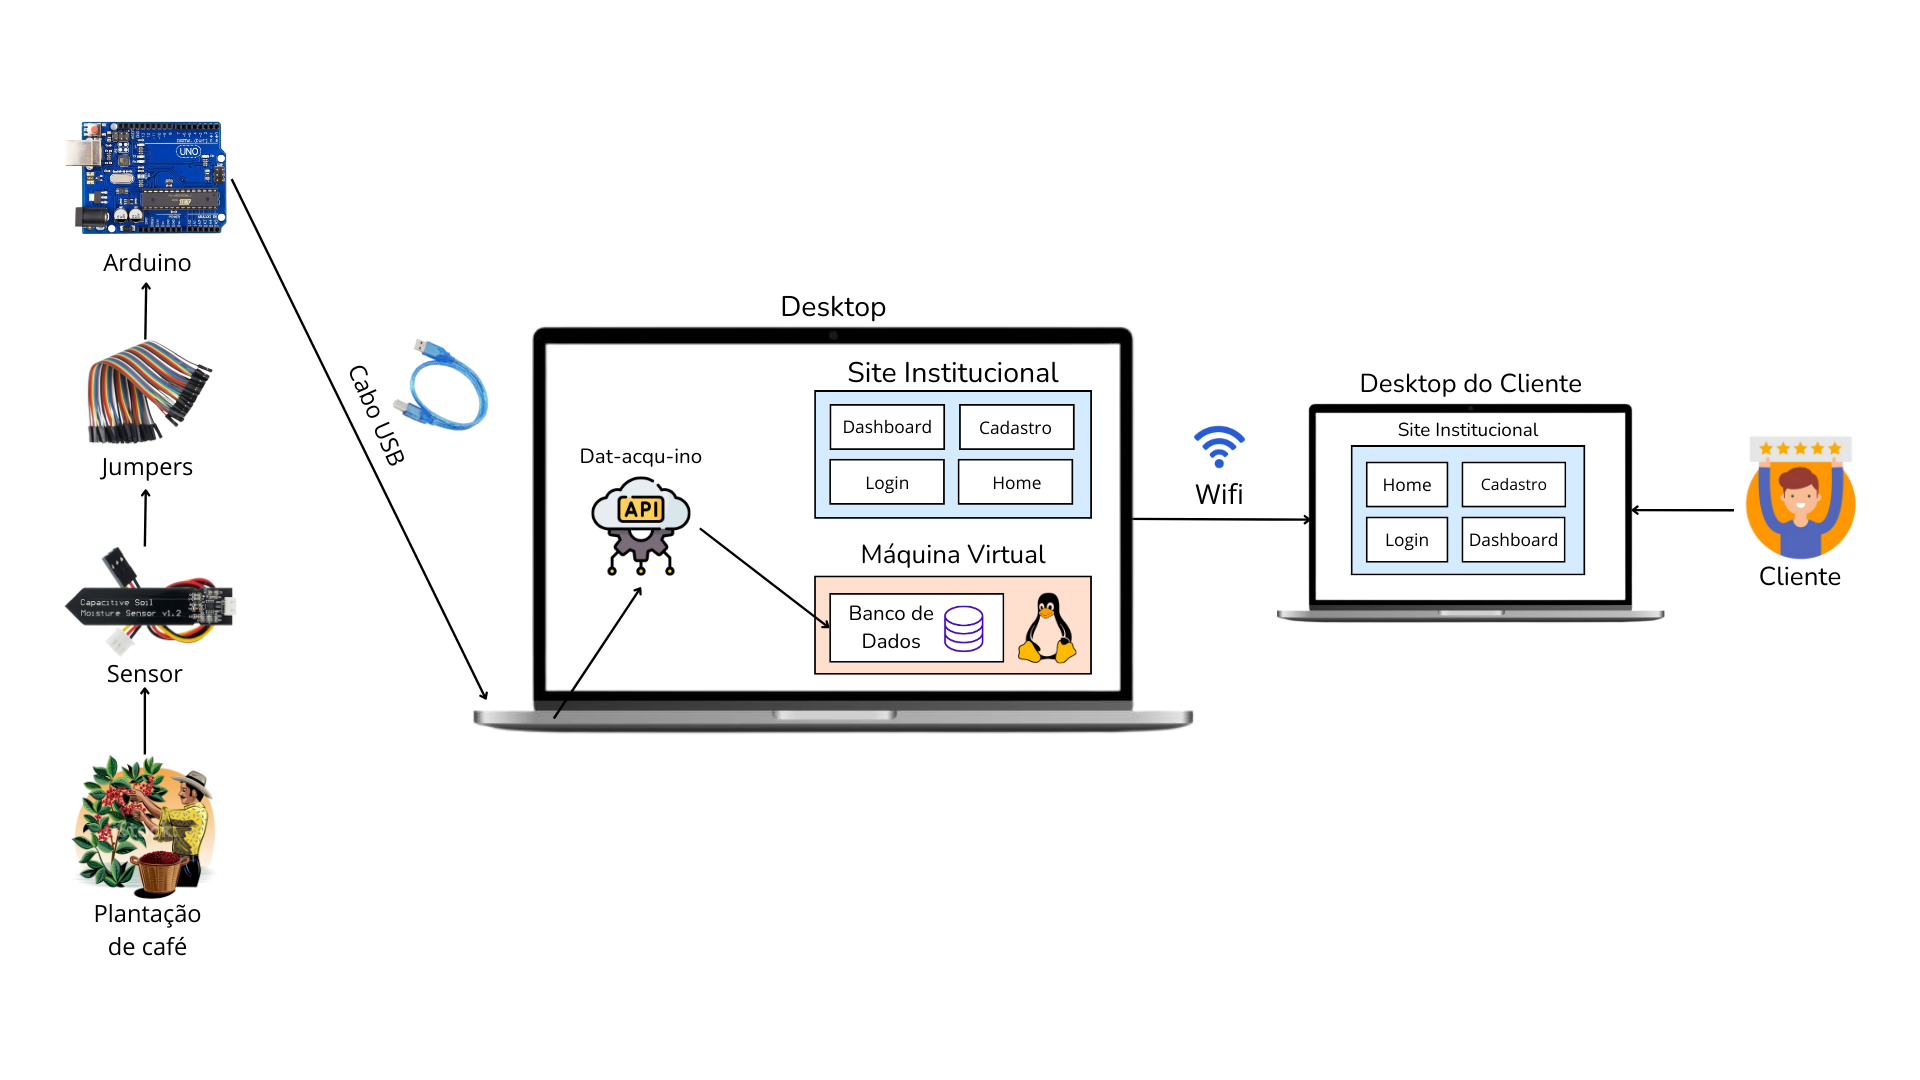 UNO
Arduino
Jumpers
Capacitive Soil
Moisture Sensor v1.2
Sensor
Plantação
de café
Cabo USB
Desktop
Dat-acqu-ino
API
Site Institucional
Dashboard
Cadastro
Login
Home
Máquina Virtual
Banco de
Dados
Wifi
Desktop do Cliente
Site Institucional
Home
Cadastro
Login
Dashboard
Cliente